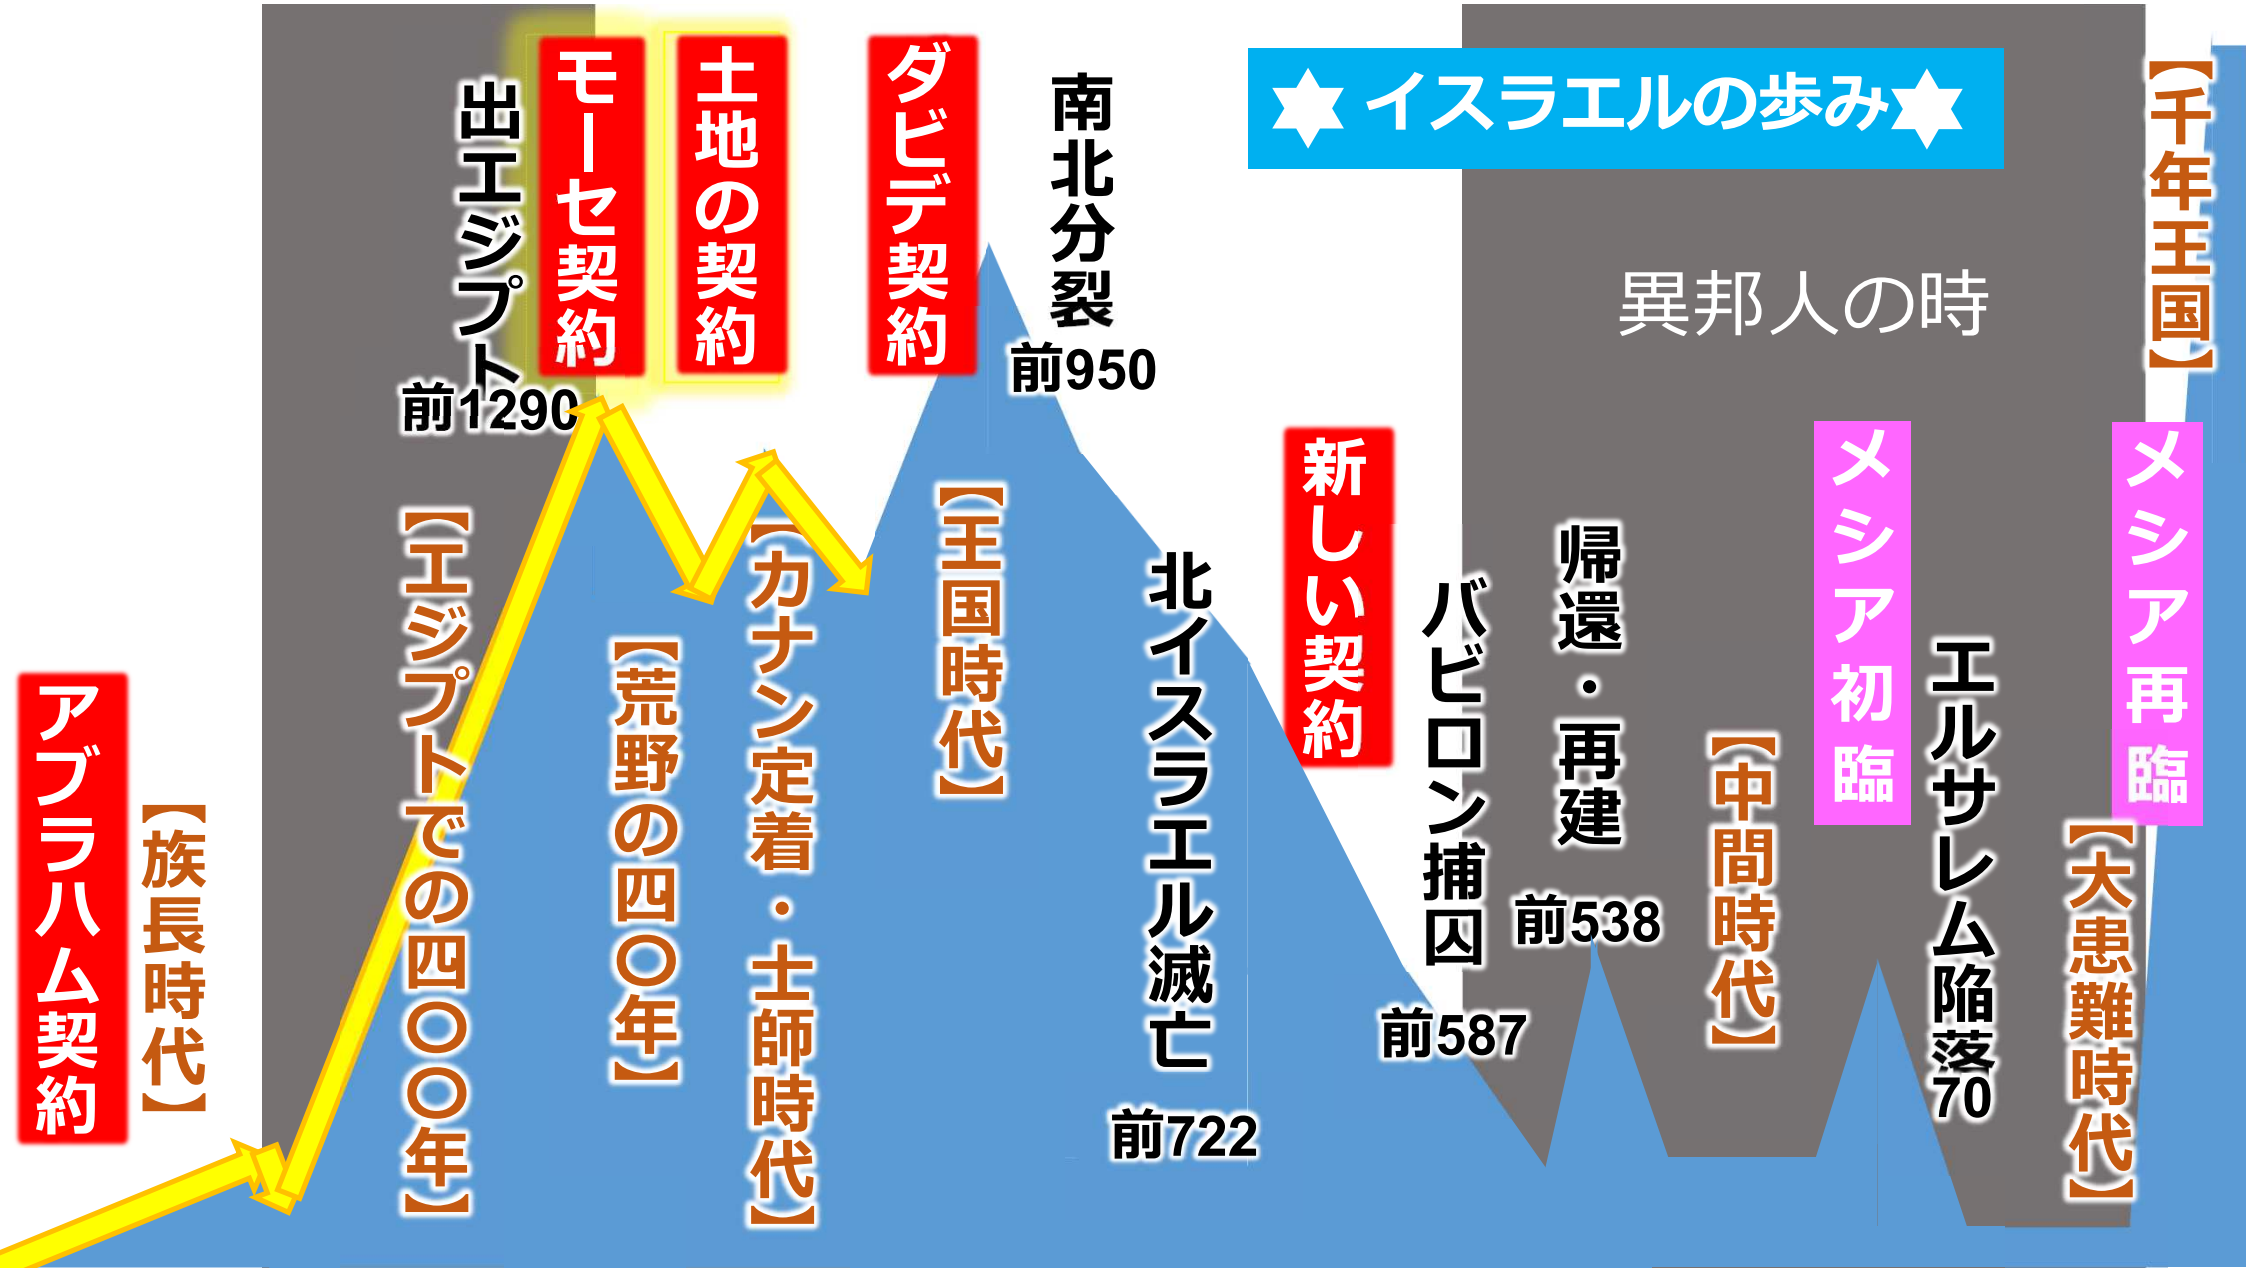 イスラエルの歩み
アブラハム契約
【族長時代】
【エジプトでの四〇〇年】
出エジプト
前1290
モーセ契約
【荒野の四〇年】
土地の契約
【カナン定着・士師時代】
ダビデ契約
【王国時代】
南北分裂
前950
北イスラエル滅亡
前722
新しい契約
バビロン捕囚
前587
帰還・再建
前538
異邦人の時
【中間時代】
メシア初臨
エルサレム陥落
70
【大患難時代】
メシア再臨
【千年王国】